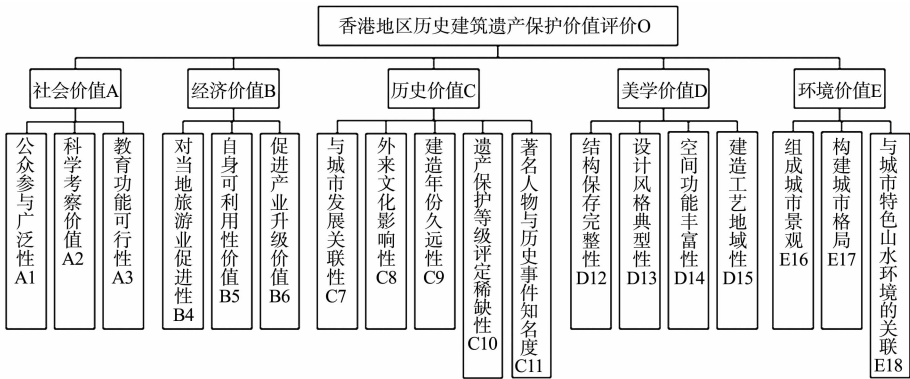 香港地区历史建筑遗产保护价值评价O
社会价值A
经济价值B
历史价值C
美学价值D
环境价值E
公众参与广泛性A1
科学考察价值A2
教育功能可行性A3
对当地旅游业促进性B4
自身可利用性价值B5
促进产业升级价值B6
与城市发展关联性C7
外来文化影响性C8
建造年份久远性C9
遗产保护等级评定稀缺性C10
著名人物与历史事件知名度C11
结构保存完整性D12
设计风格典型性D13
空间功能丰富性D14
建造工艺地域性D15
组成城市景观E16
构建城市格局E17
与城市特色山水环境的关联E18